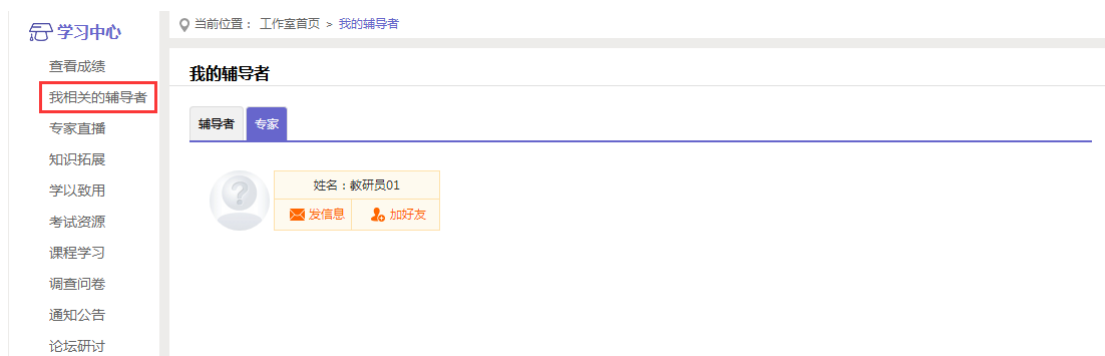 学习中心
查看成绩
我相关的辅导者
专家直播
知识拓展
学以致用
考试资源
课程学习
调查问卷
通知公告
论坛研讨
当前位置： 工作室首页 > 我的辅导者
我的辅导者
辅导者 专家
姓名：教研员01
发信息 加好友